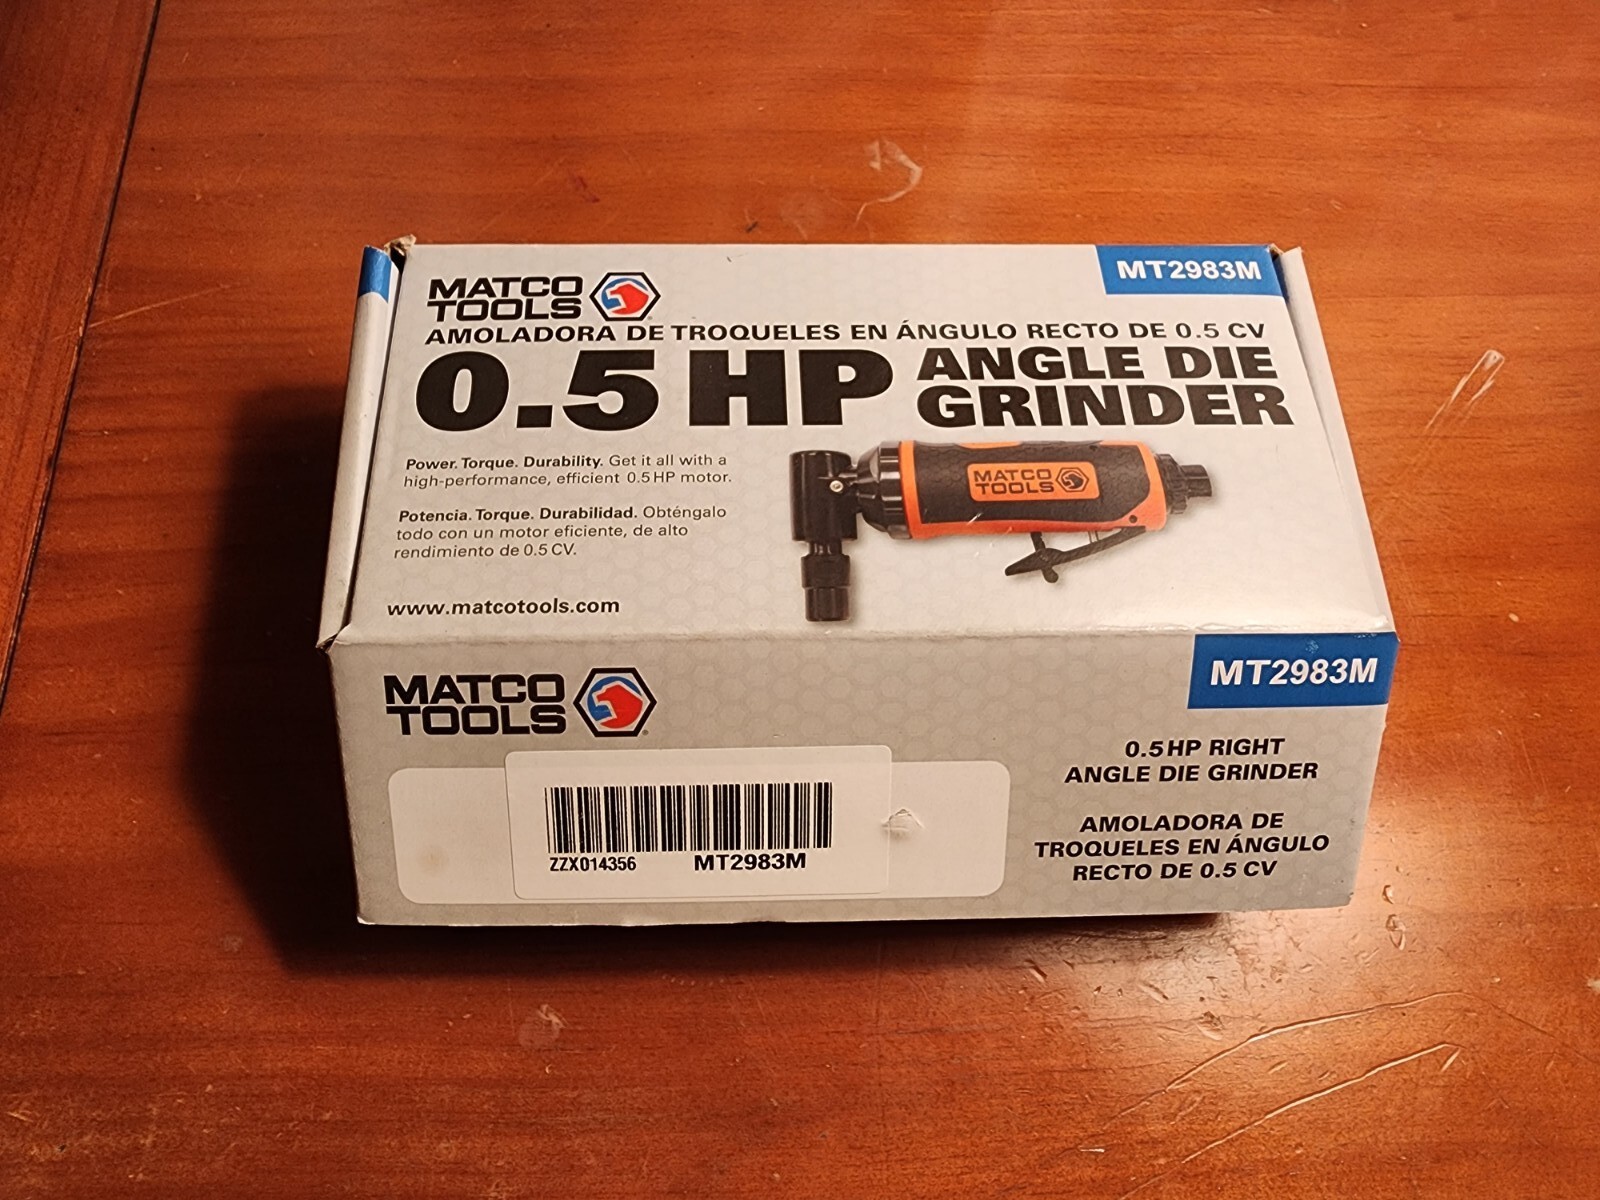 MATCO
TOOLS
MT2983M
AMOLADORA DE TROQUELES EN ÁNGULO RECTO DE 0.5 CV
0.5 HP ANGLE DIE
GRINDER
Power. Torque. Durability. Get it all with a
high-performance, efficient 0.5 HP motor.
Potencia. Torque. Durabilidad. Obténgalo
todo con un motor eficiente, de alto
rendimiento de 0.5 CV.
MATCO
TOOLS
www.matcotools.com
MATCO
TOOLS
MT2983M
0.5 HP RIGHT
ANGLE DIE GRINDER
AMOLADORA DE
TROQUELES EN ÁNGULO
RECTO DE 0.5 CV
ZZX014356 MT2983M